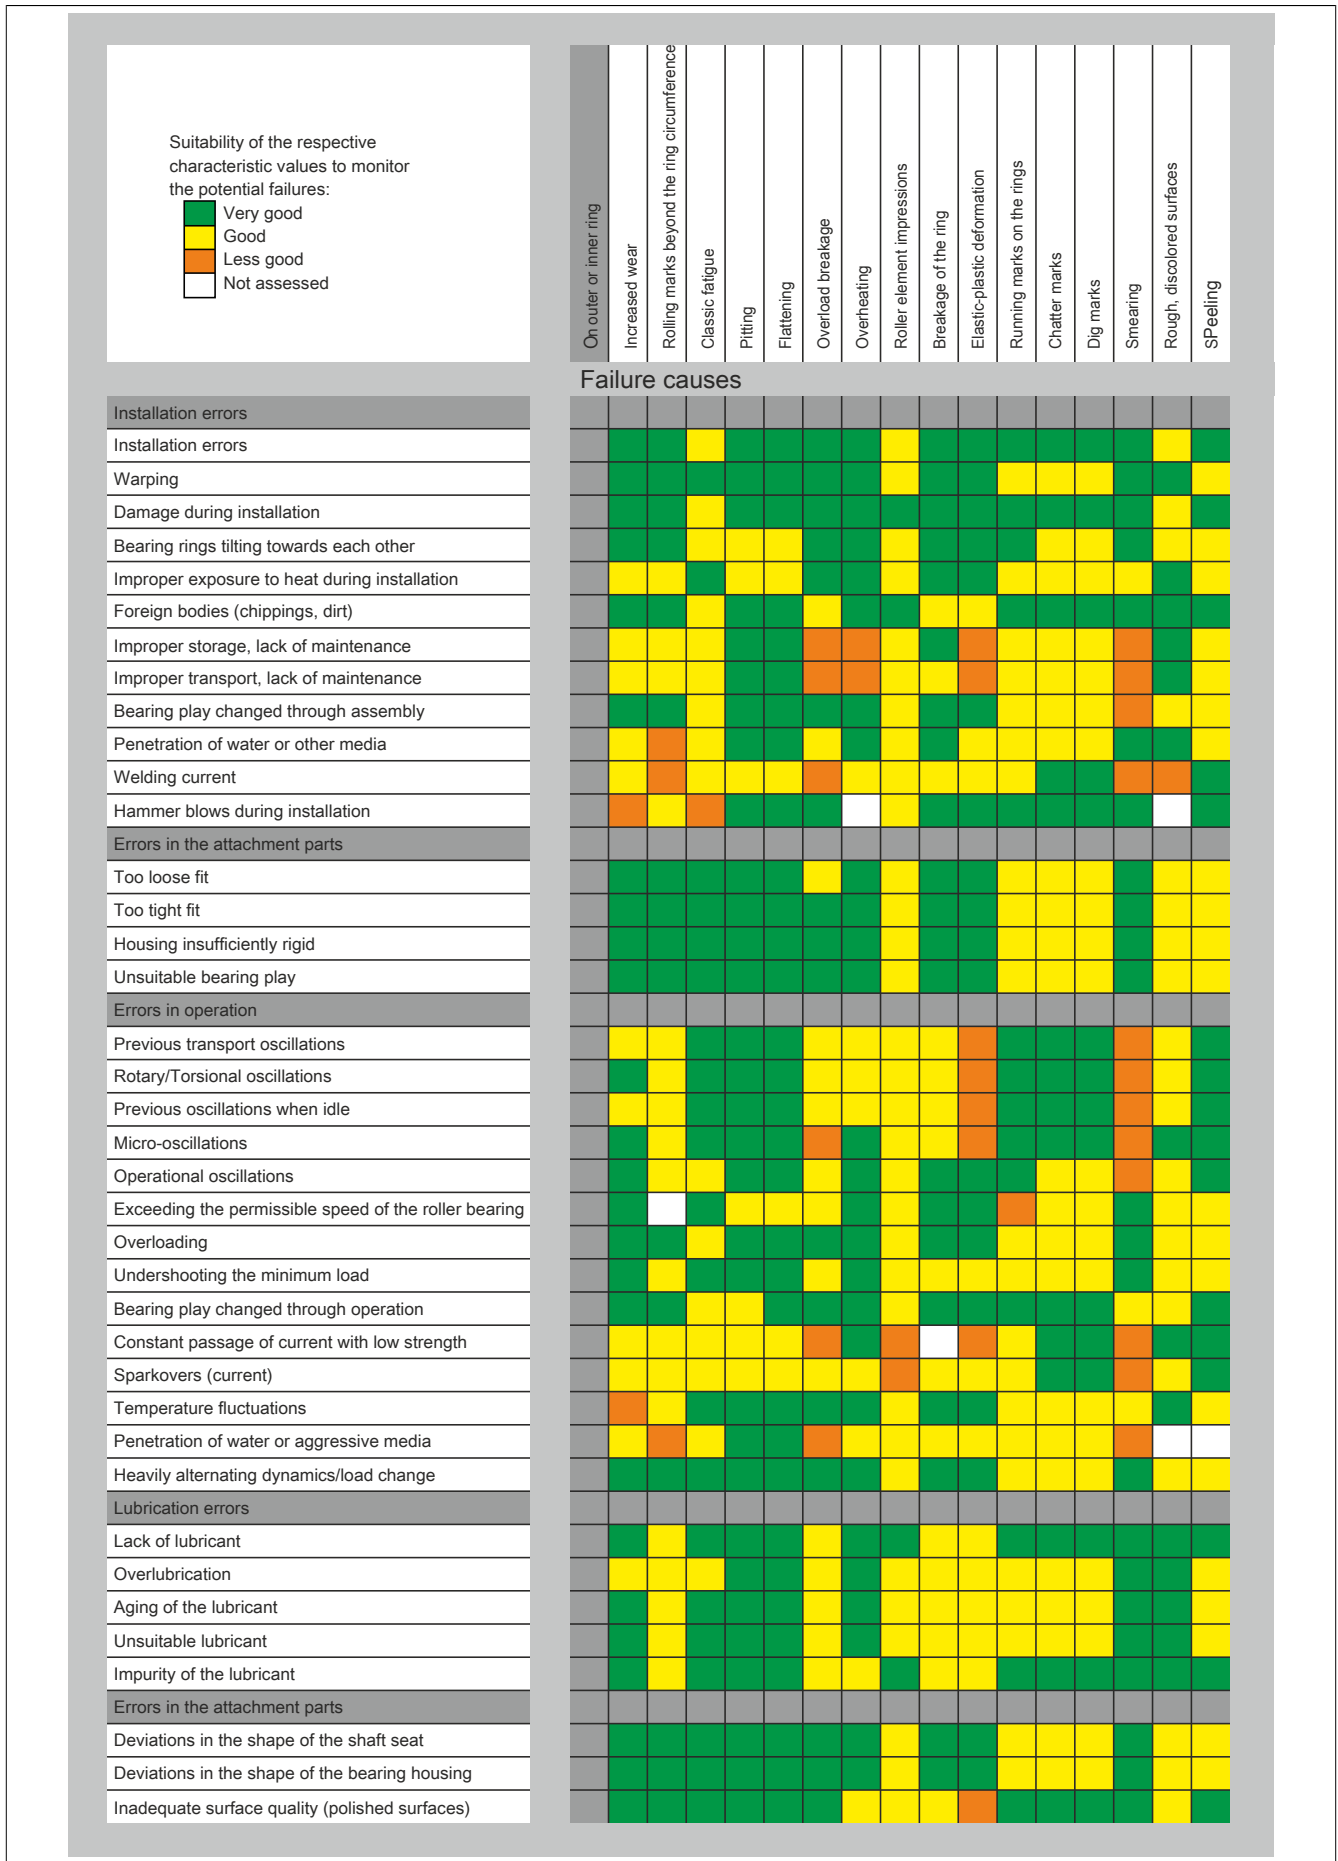 Suitability of the respective
characteristic values to monitor
the potential failures:
Very good
Good
Less good
Not assessed
On outer or inner ring
Increased wear
Rolling marks beyond the ring circumference
Classic fatigue
Pitting
Flattening
Overload breakage
Overheating
Roller element impressions
Breakage of the ring
Elastic-plastic deformation
Running marks on the rings
Chatter marks
Dig marks
Smearing
Rough, discolored surfaces
SPeeling
Failure causes
Installation errors
Installation errors
Warping
Damage during installation
Bearing rings tilting towards each other
Improper exposure to heat during installation
Foreign bodies (chippings, dirt)
Improper storage, lack of maintenance
Improper transport, lack of maintenance
Bearing play changed through assembly
Penetration of water or other media
Welding current
Hammer blows during installation
Errors in the attachment parts
Too loose fit
Too tight fit
Housing insufficiently rigid
Unsuitable bearing play
Errors in operation
Previous transport oscillations
Rotary/Torsional oscillations
Previous oscillations when idle
Micro-oscillations
Operational oscillations
Exceeding the permissible speed of the roller bearing
Overloading
Undershooting the minimum load
Bearing play changed through operation
Constant passage of current with low strength
Sparkovers (current)
Temperature fluctuations
Penetration of water or aggressive media
Heavily alternating dynamics/load change
Lubrication errors
Lack of lubricant
Overlubrication
Aging of the lubricant
Unsuitable lubricant
Impurity of the lubricant
Errors in the attachment parts
Deviations in the shape of the shaft seat
Deviations in the shape of the bearing housing
Inadequate surface quality (polished surfaces)